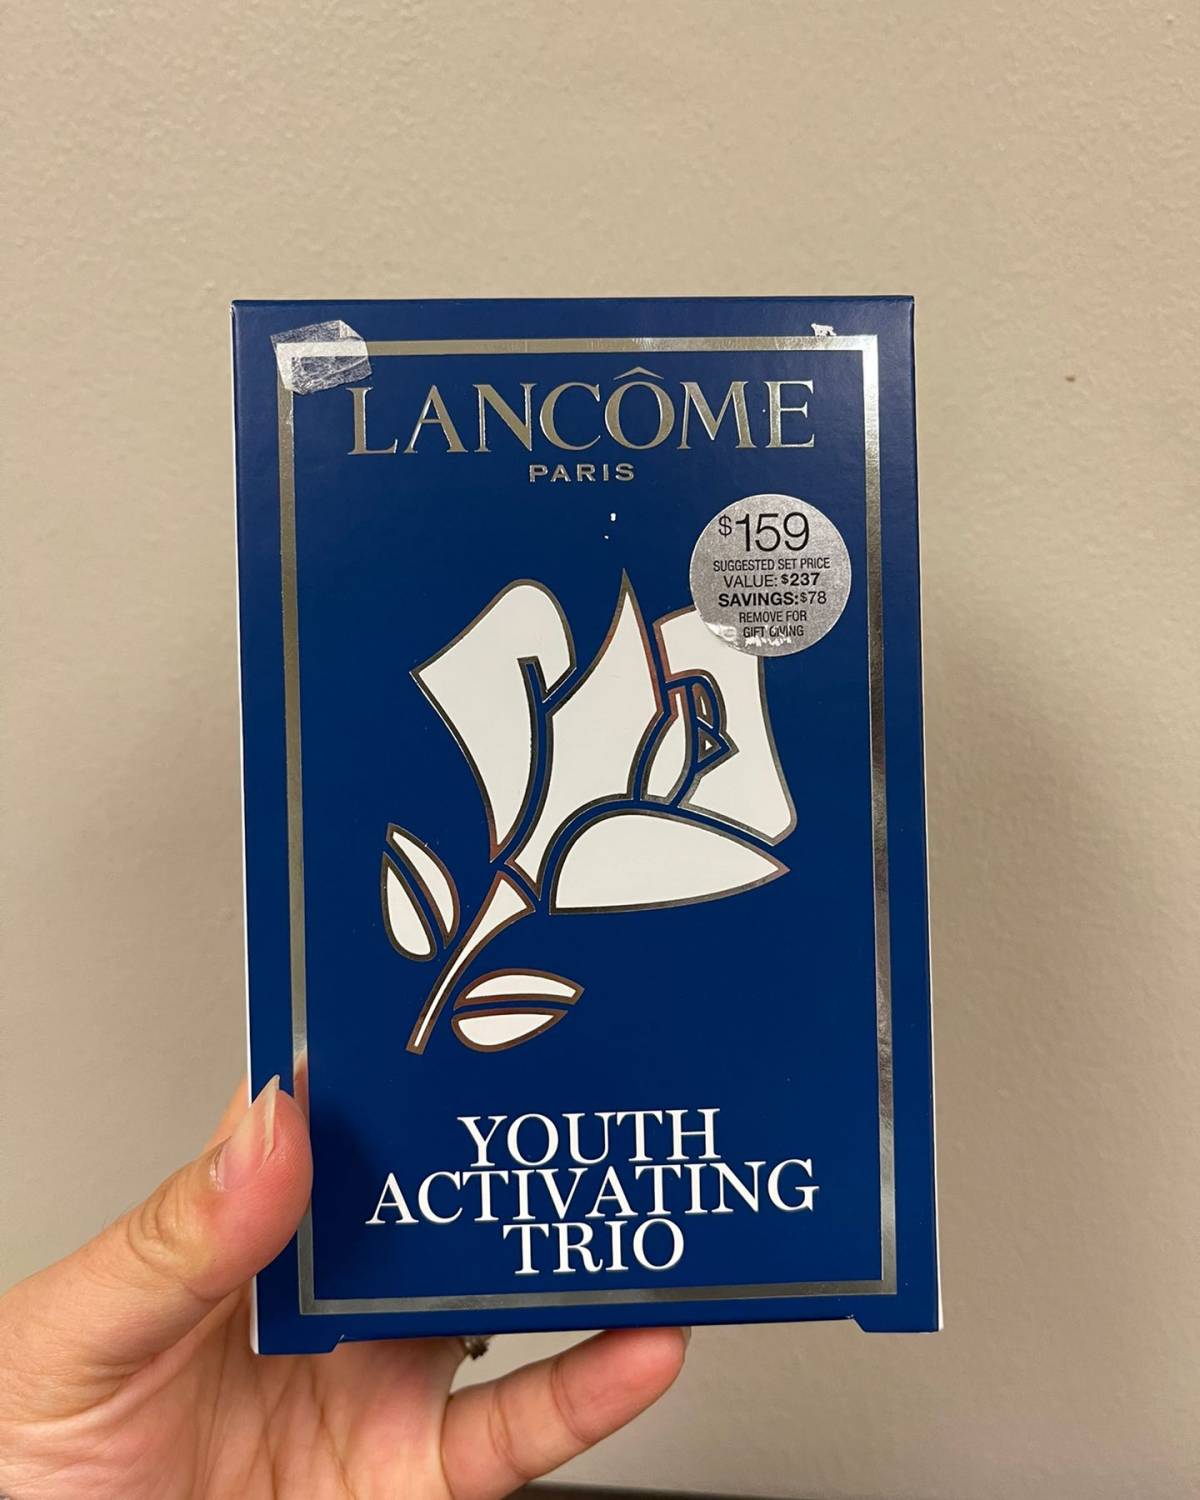 LANCÔME
PARIS
$159
SUGGESTED SET PRICE
VALUE: $237
SAVINGS:$78
REMOVE FOR
GIFT GIVING
YOUTH
ACTIVATING
TRIO